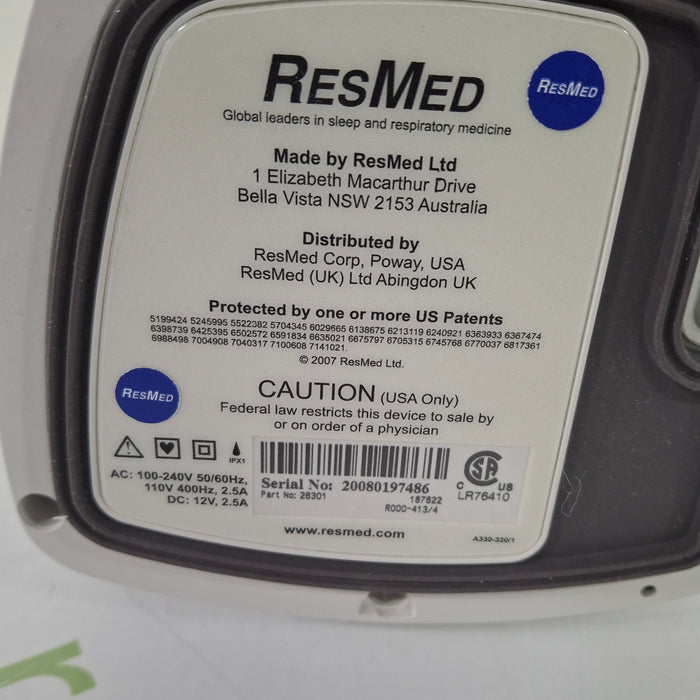 RESMED
RESMED
Global leaders in sleep and respiratory medicine
Made by ResMed Ltd
1 Elizabeth Macarthur Drive
Bella Vista NSW 2153 Australia
Distributed by
ResMed Corp, Poway, USA
ResMed (UK) Ltd Abingdon UK
Protected by one or more US Patents
5199424 5245995 5522382 5704345 6029665 6138675 6213119 6240921 6363933 6367474
6398739 6425395 6502572 6591834 6635021 6675797 6705315 6745768 6770037 6817361
6988498 7004908 7040317 7100608 7141021.
© 2007 ResMed Ltd.
RESMED
CAUTION (USA Only)
Federal law restricts this device to sale by
or on order of a physician
IPX1
AC: 100-240V 50/60Hz,
110V 400Hz, 2.5A
DC: 12V, 2.5A
Serial No: 20080197486
Part No: 26301 187822
R000-413/4
SA
C US
LR76410
www.resmed.com
A330-320/1